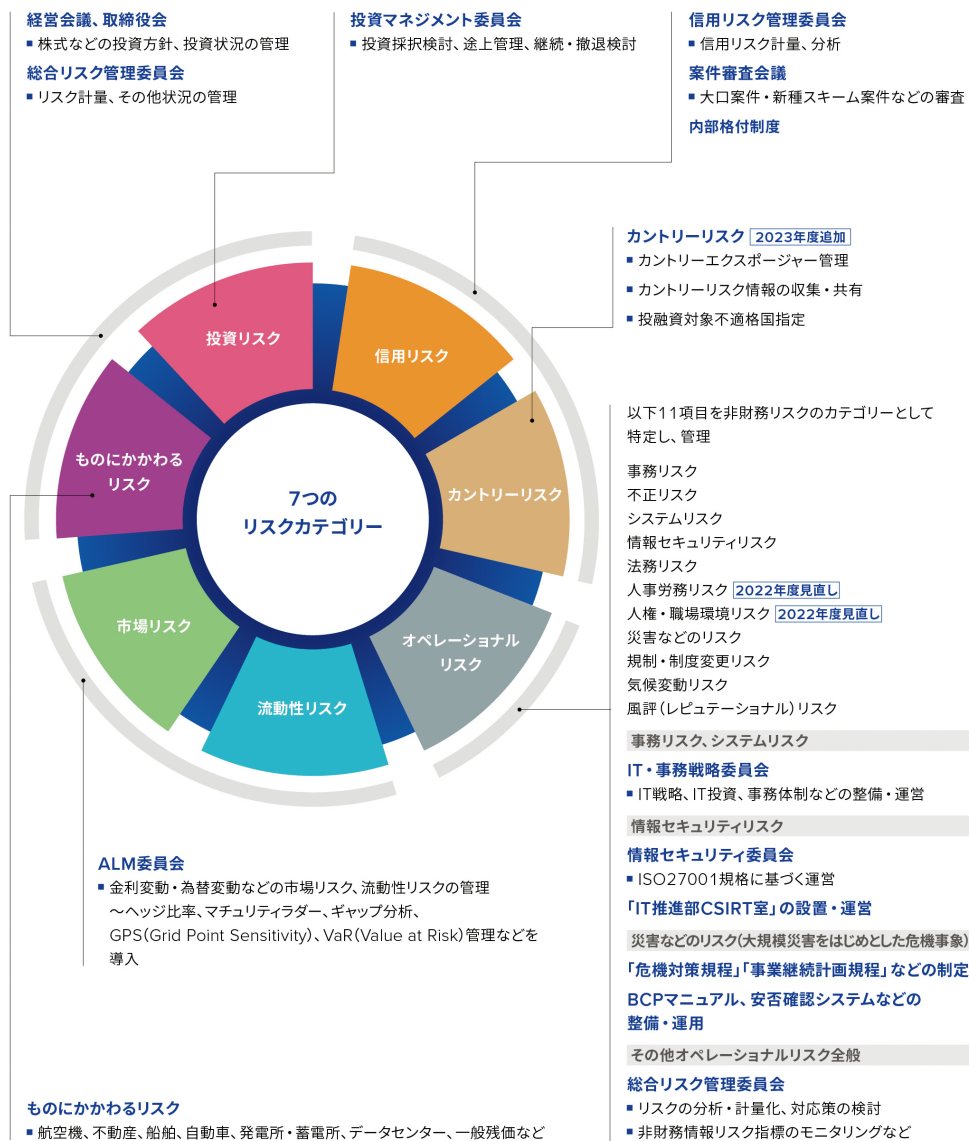 経営会議、取締役会
■ 株式などの投資方針、投資状況の管理
総合リスク管理委員会
■ リスク計量、その他状況の管理
投資マネジメント委員会
■ 投資採択検討、途上管理、継続・撤退検討
信用リスク管理委員会
■ 信用リスク計量、分析
案件審査会議
■ 大口案件・新種スキーム案件などの審査
内部格付制度
カントリーリスク 2023年度追加
■ カントリーエクスポージャー管理
■ カントリーリスク情報の収集・共有
■ 投融資対象不適格国指定
投資リスク
信用リスク
ものにかかわる
リスク
カントリーリスク
7つの
リスクカテゴリー
市場リスク
オペレーショナル
リスク
流動性リスク
以下11項目を非財務リスクのカテゴリーとして
特定し、管理
事務リスク
不正リスク
システムリスク
情報セキュリティリスク
法務リスク
人事労務リスク 2022年度見直し
人権・職場環境リスク 2022年度見直し
災害などのリスク
規制・制度変更リスク
気候変動リスク
風評(レピュテーショナル)リスク
事務リスク、システムリスク
IT・事務戦略委員会
■ IT戦略、IT投資、事務体制などの整備・運営
情報セキュリティリスク
情報セキュリティ委員会
■ ISO27001規格に基づく運営
「IT推進部CSIRT室」の設置・運営
災害などのリスク(大規模災害をはじめとした危機事象)
「危機対策規程」「事業継続計画規程」などの制定
BCPマニュアル、安否確認システムなどの
整備・運用
その他オペレーショナルリスク全般
総合リスク管理委員会
■ リスクの分析・計量化、対応策の検討
■ 非財務情報リスク指標のモニタリングなど
ALM委員会
■ 金利変動・為替変動などの市場リスク、流動性リスクの管理
～ヘッジ比率、マチュリティラダー、ギャップ分析、
GPS(Grid Point Sensitivity)、VaR(Value at Risk)管理などを
導入
ものにかかわるリスク
■ 航空機、不動産、船舶、自動車、発電所・蓄電所、データセンター、一般残価など